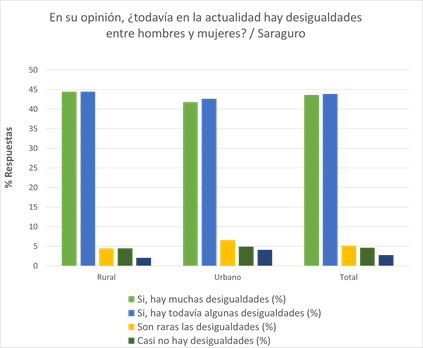 En su opinión, ¿todavía en la actualidad hay desigualdades
entre hombres y mujeres? / Saraguro
50
45
40
35
30
25
20
15
10
5
0
% Respuestas
Rural Urbano Total
Si, hay muchas desigualdades (%)
Si, hay todavía algunas desigualdades (%)
Son raras las desigualdades (%)
Casi no hay desigualdades (%)